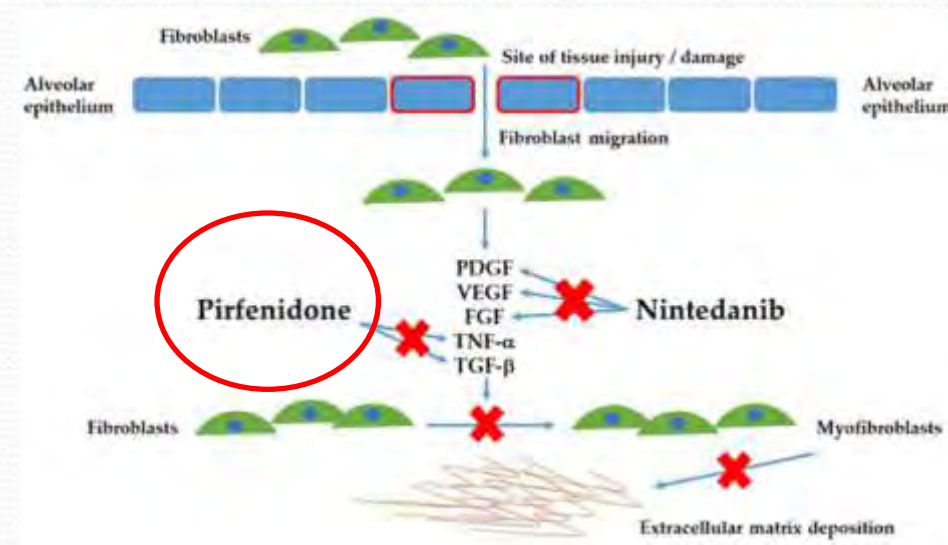 Fibroblasts
Site of tissue injury / damage
Alveolar
epithelium
Alveolar
epithelium
Fibroblast migration
PDGF
VEGF
FGF
TNF-α
TGF-β
Pirfenidone
Nintedanib
Fibroblasts
Myofibroblasts
Extracellular matrix deposition